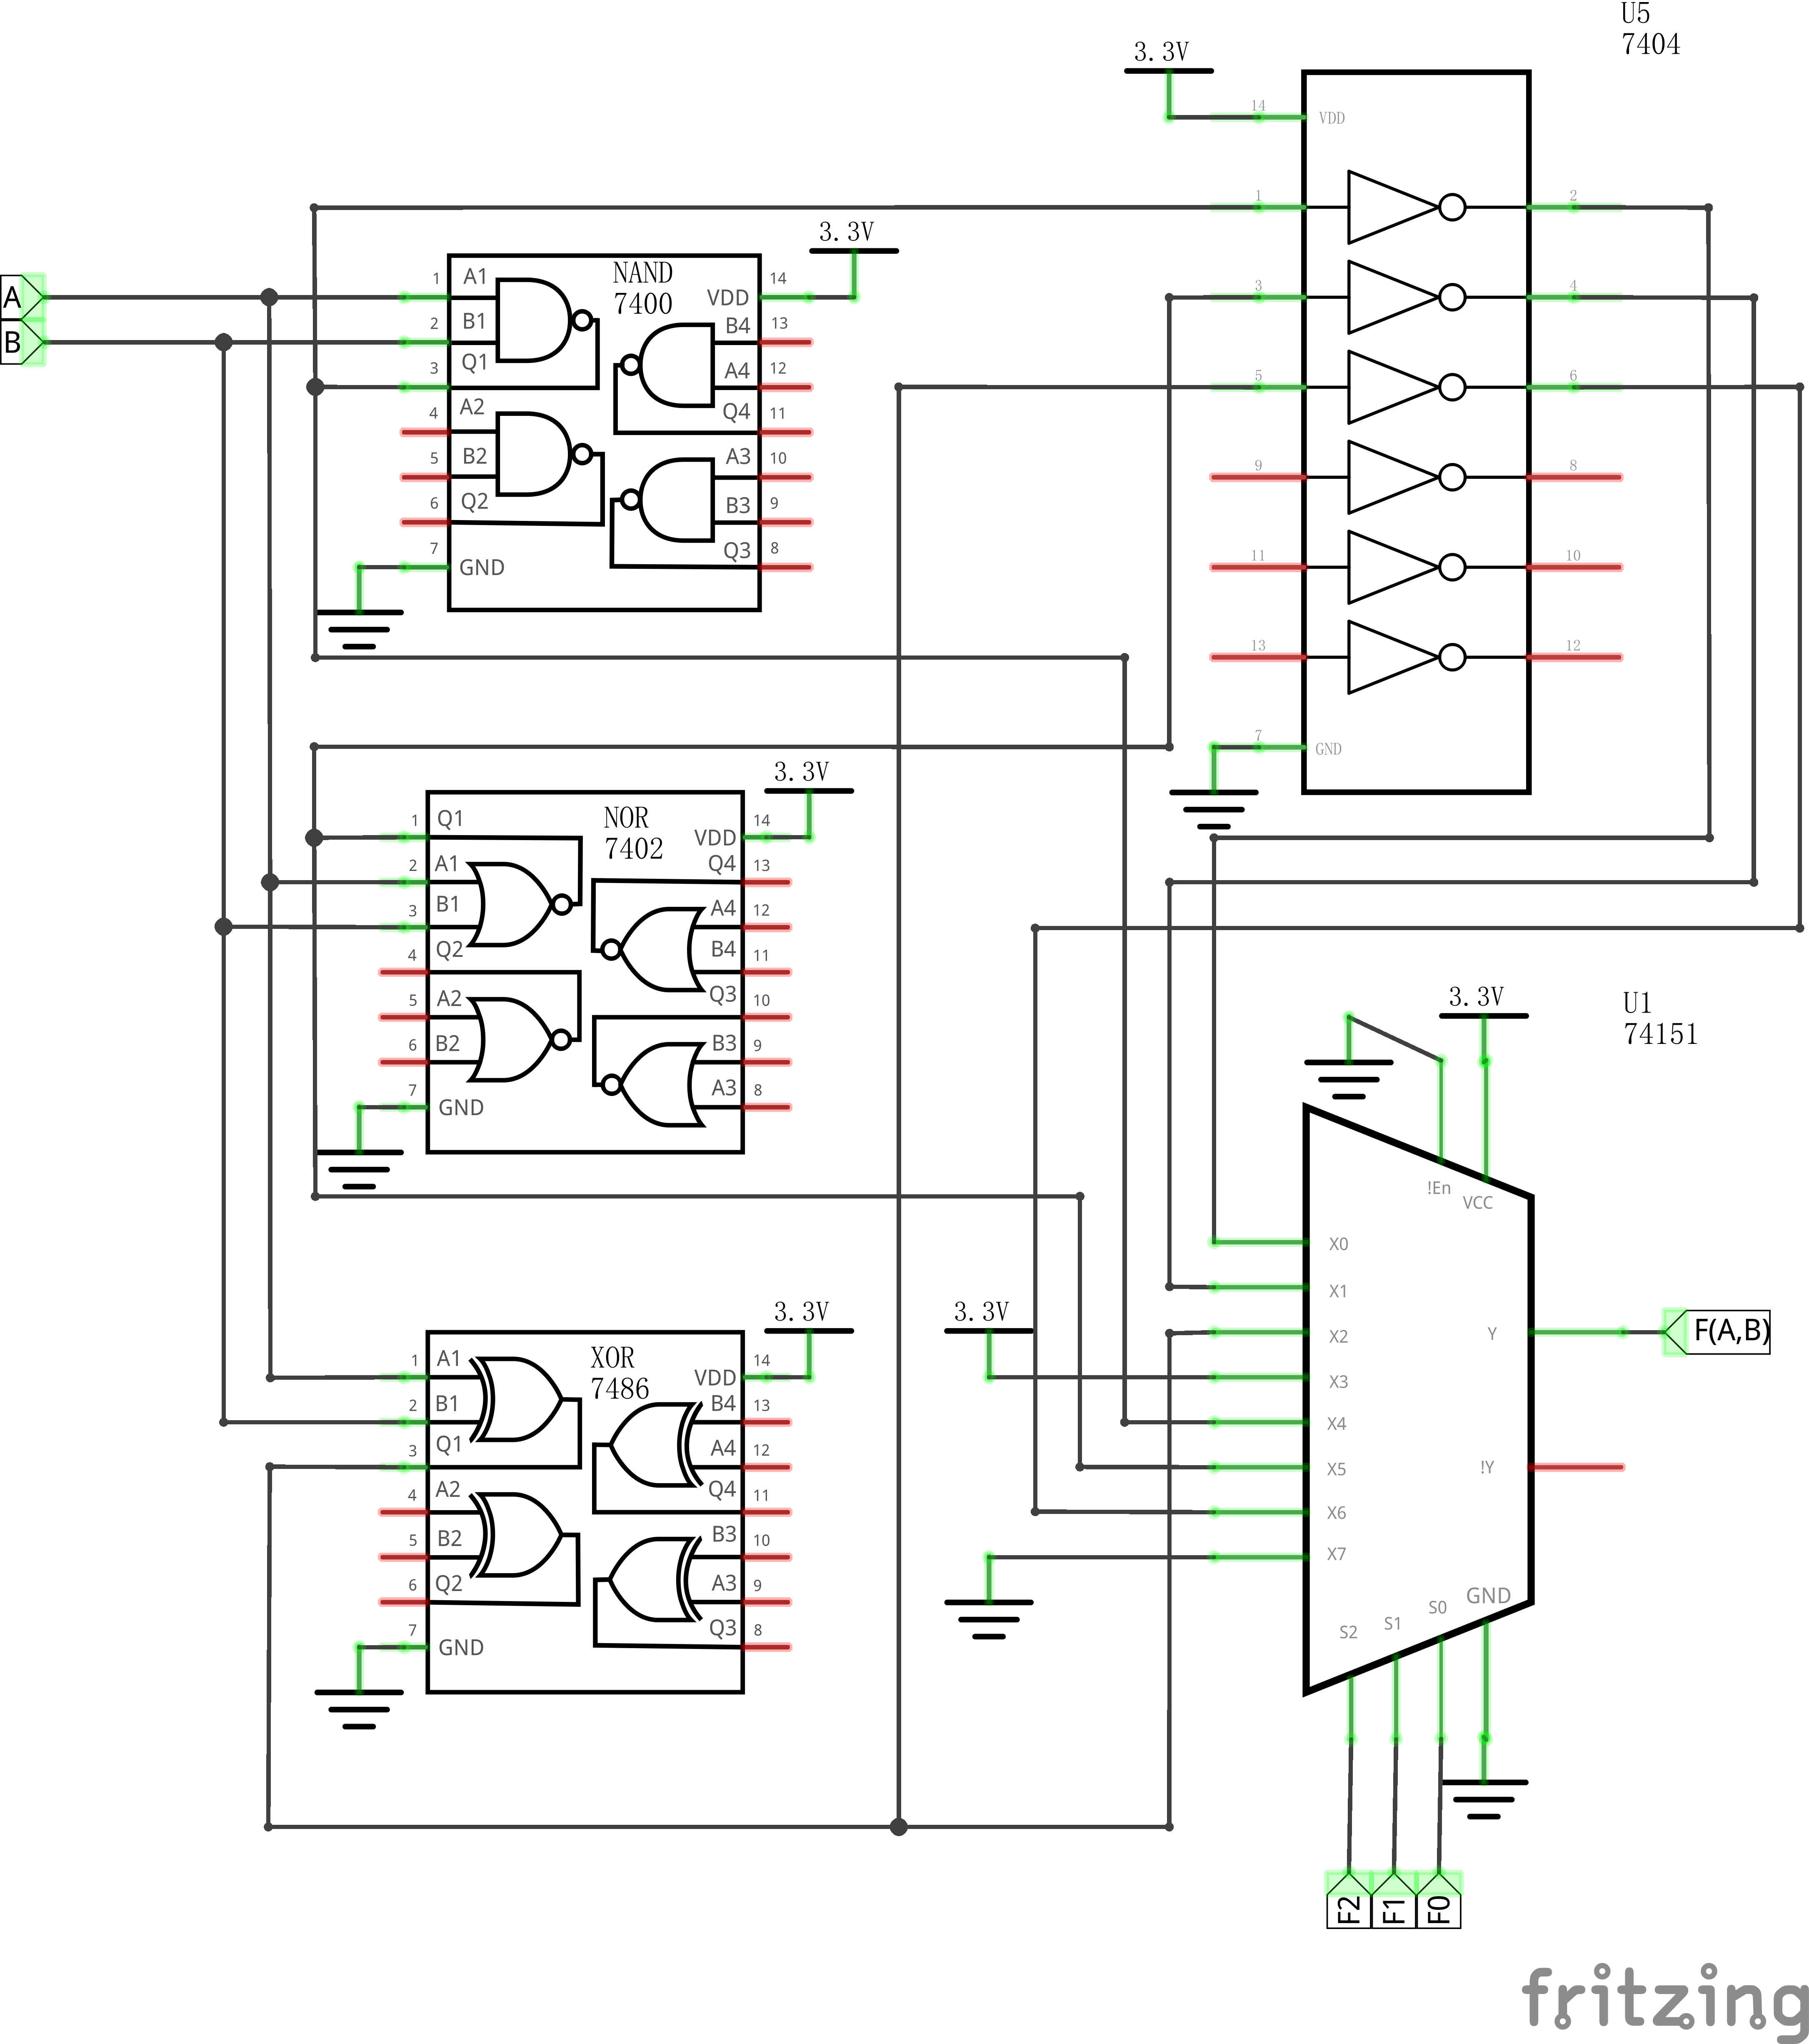 U5
7404
3.3V
14
VDD
1
2
3
4
5
6
9
8
11
10
13
12
7
GND
A
B
3.3V
NAND
7400
1
A1
2
B1
3
Q1
4
A2
5
B2
6
Q2
7
GND
14
VDD
13
B4
12
A4
11
Q4
10
A3
9
B3
8
Q3
3.3V
NOR
7402
1
Q1
2
A1
3
B1
4
Q2
5
A2
6
B2
7
GND
14
VDD
13
Q4
12
A4
11
B4
10
Q3
9
B3
8
A3
3.3V
XOR
7486
1
A1
2
B1
3
Q1
4
A2
5
B2
6
Q2
7
GND
14
VDD
13
B4
12
A4
11
Q4
10
B3
9
A3
8
Q3
3.3V
U1
74151
3.3V
!En
VCC
X0
X1
X2
X3
X4
X5
X6
X7
Y
!Y
F(A,B)
S2
S1
S0
GND
F2
F1
F0
fritzing